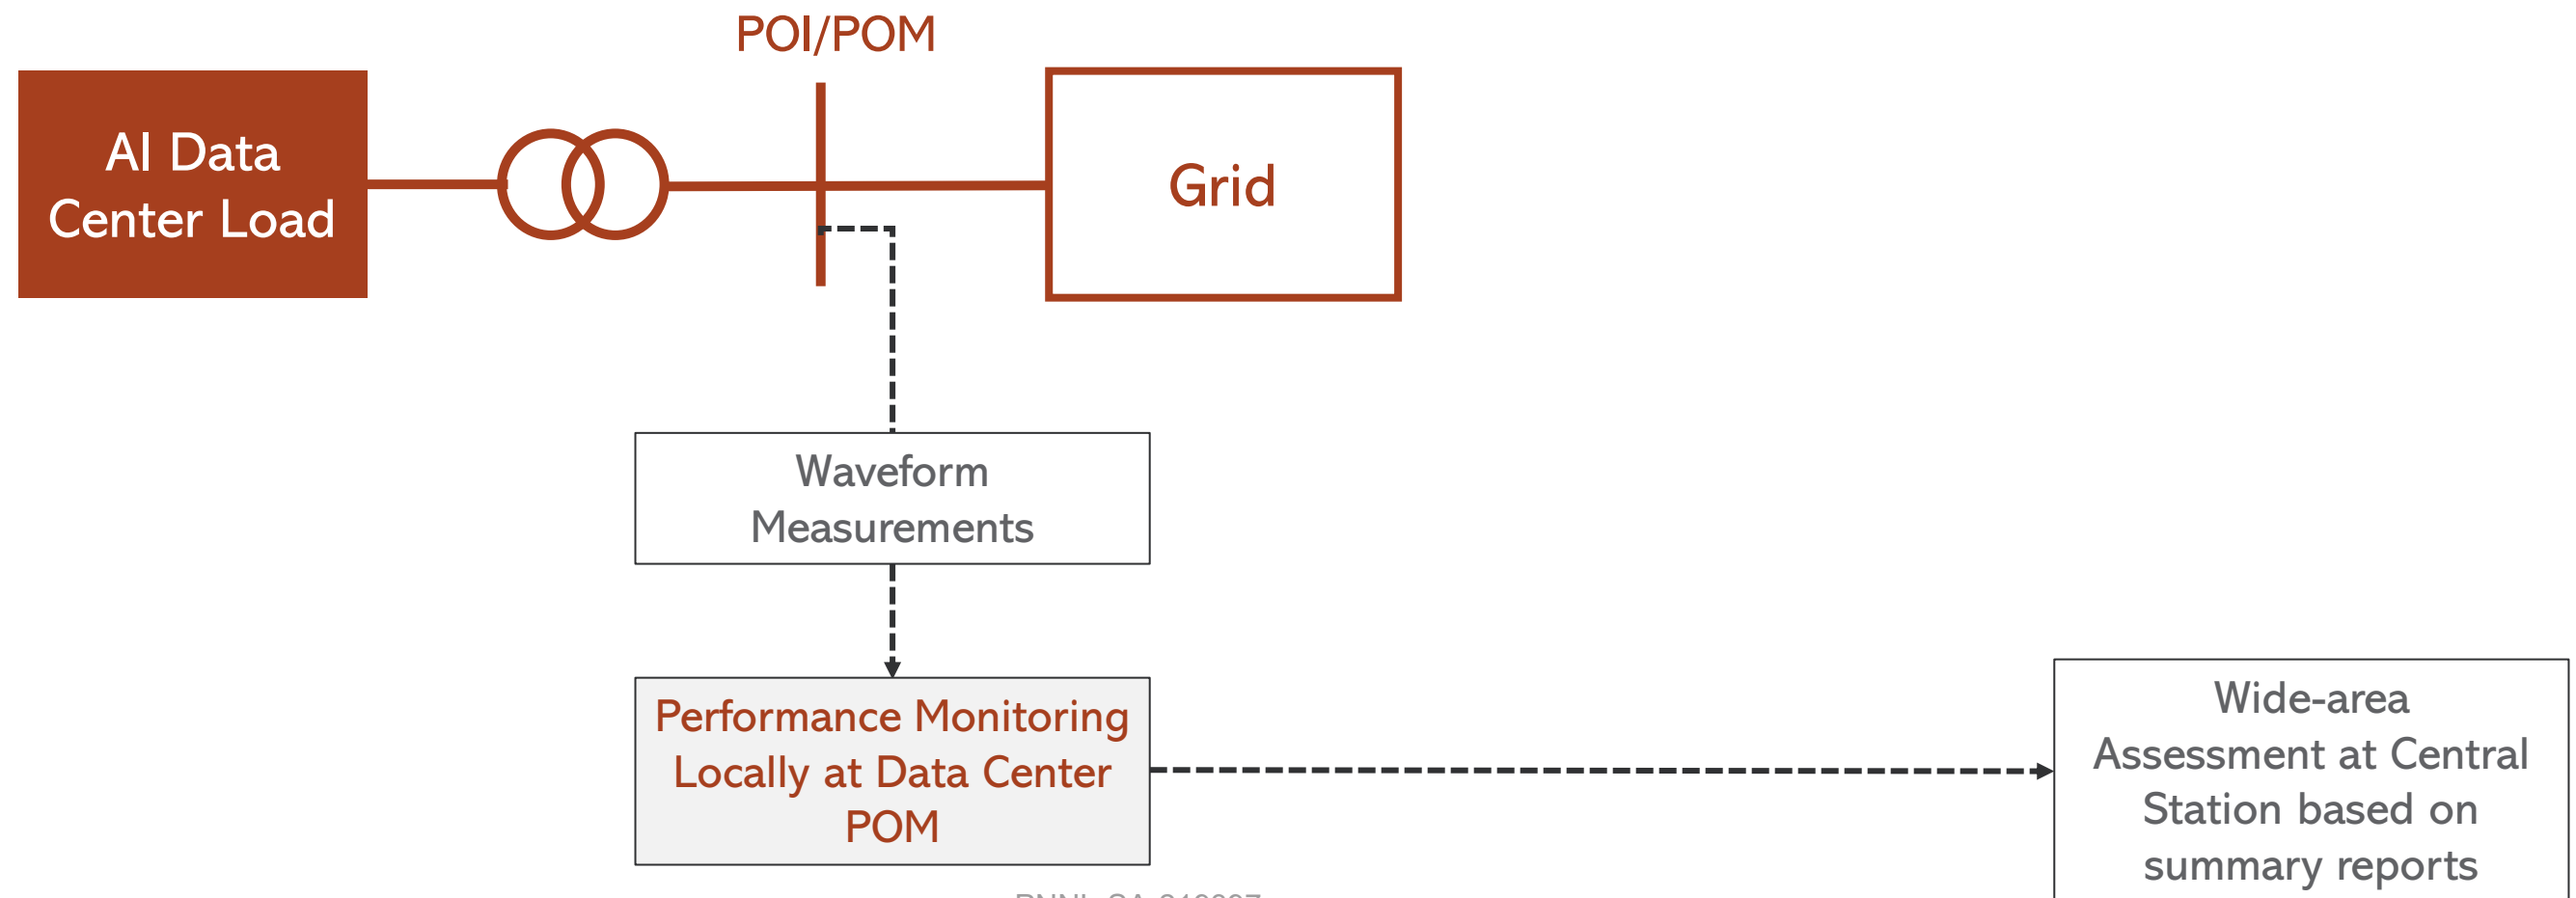 POI/POM
AI Data
Center Load
Grid
Waveform
Measurements
Performance Monitoring
Locally at Data Center
POM
Wide-area
Assessment at Central
Station based on
summary reports